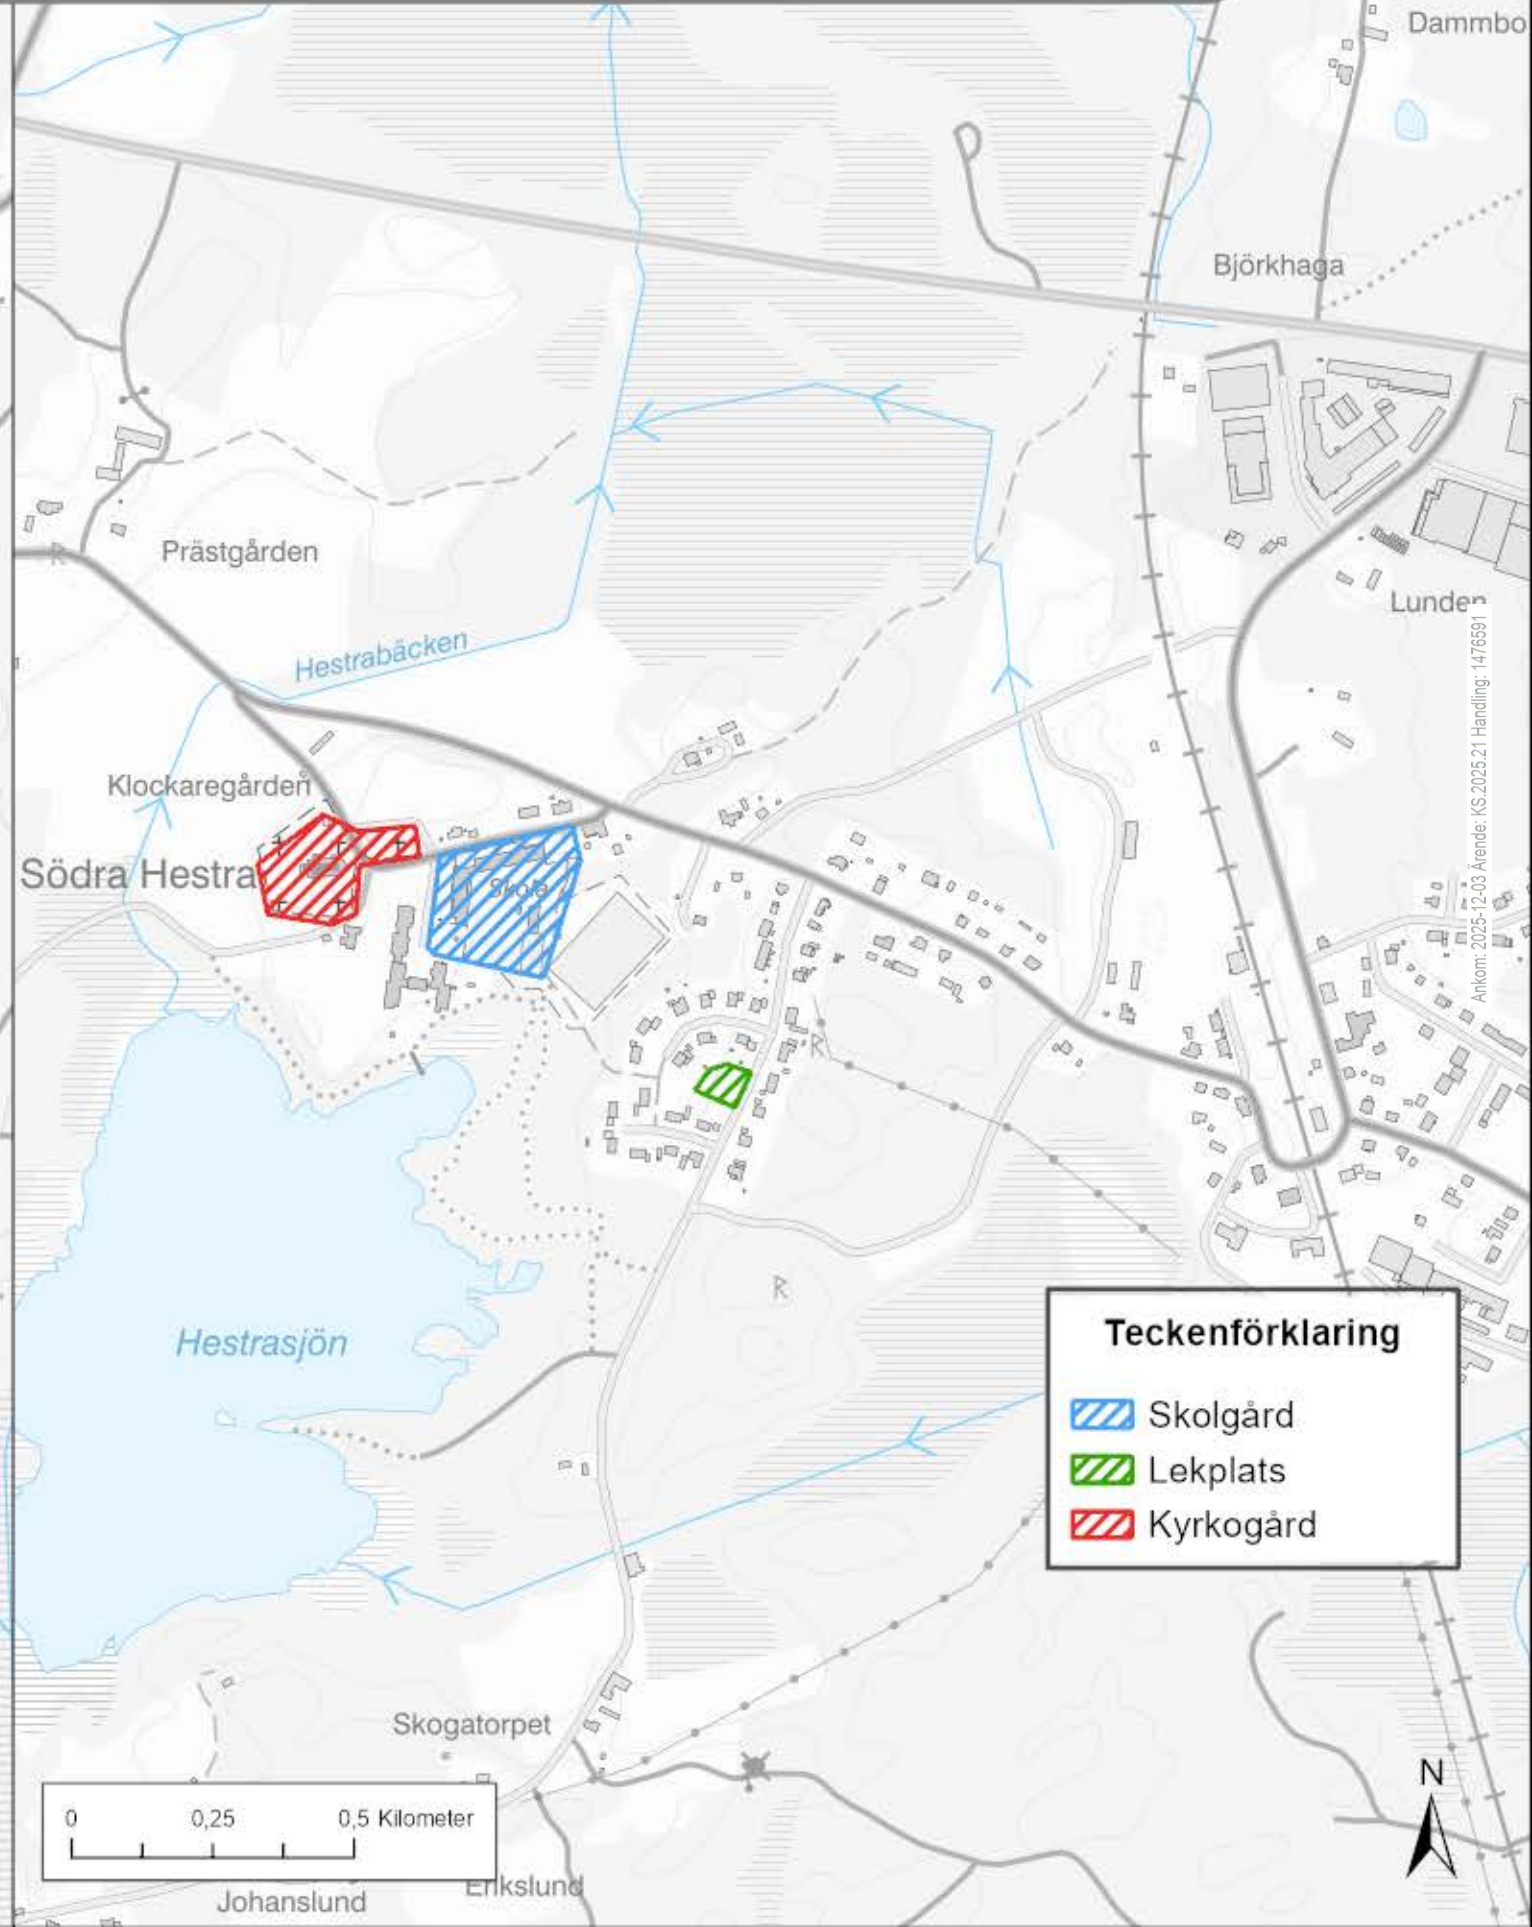 Dammbo
Björkhaga
Prästgården
Lunden
Hestrabäcken
Klockaregården
Södra Hestra
Skola
Ankom: 2025-12-03 Ärende: KS.2025.21 Handling: 1476591
R
R
R
Hestrasjön
Teckenförklaring
Skolgård
Lekplats
Kyrkogård
Skogatorpet
N
0 0,25 0,5 Kilometer
Erikslund
Johanslund